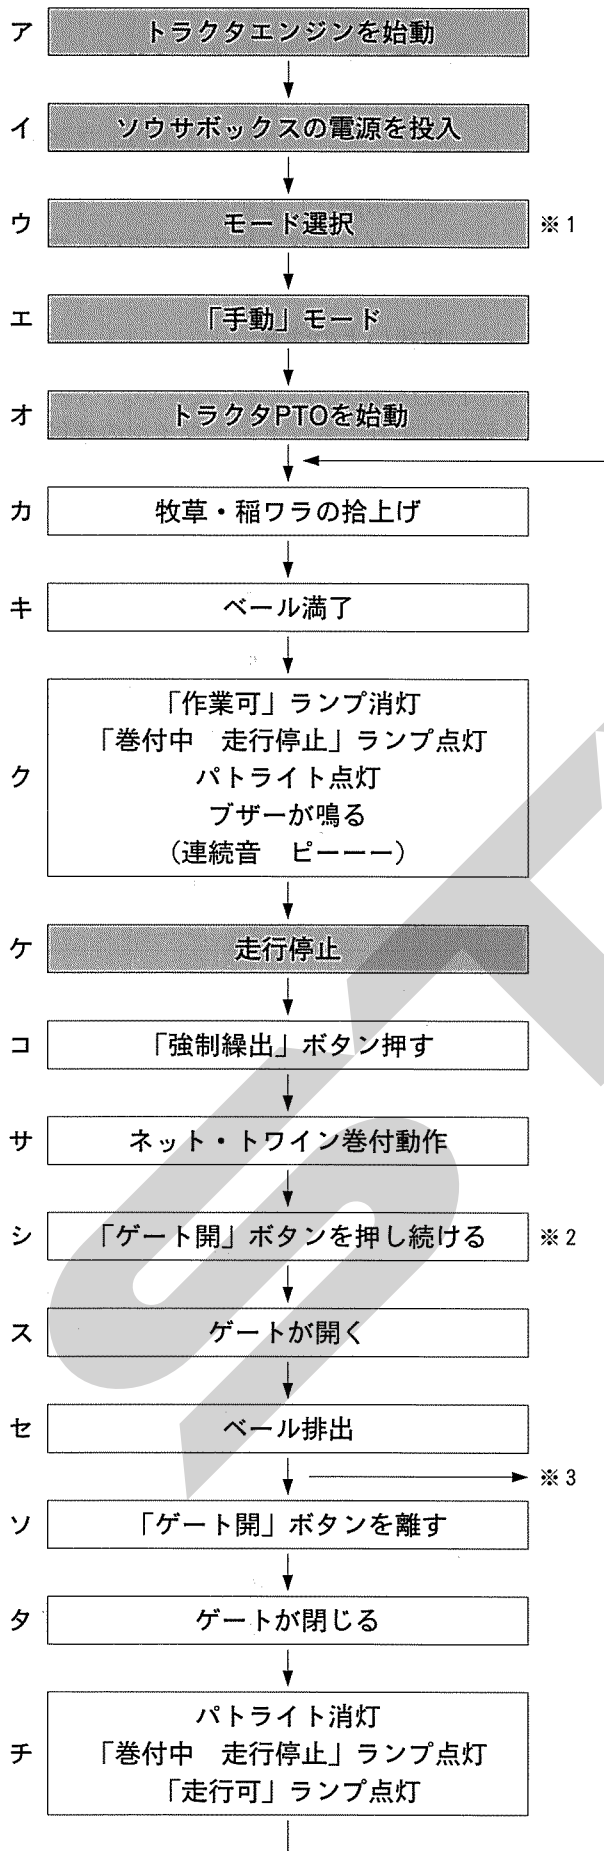 ア トラクタエンジンを始動
イ ソウサボックスの電源を投入
ウ モード選択 ※1
エ 「手動」モード
オ トラクタPTOを始動
カ 牧草・稲ワラの拾上げ
キ ベール満了
「作業可」ランプ消灯
「巻付中　走行停止」ランプ点灯
ク パトライト点灯
ブザーが鳴る
（連続音　ピーーー）
ケ 走行停止
コ 「強制繰出」ボタン押す
サ ネット・トワイン巻付動作
シ 「ゲート開」ボタンを押し続ける ※2
ス ゲートが開く
セ ベール排出
※3
ソ 「ゲート開」ボタンを離す
タ ゲートが閉じる
パトライト消灯
チ 「巻付中　走行停止」ランプ点灯
「走行可」ランプ点灯